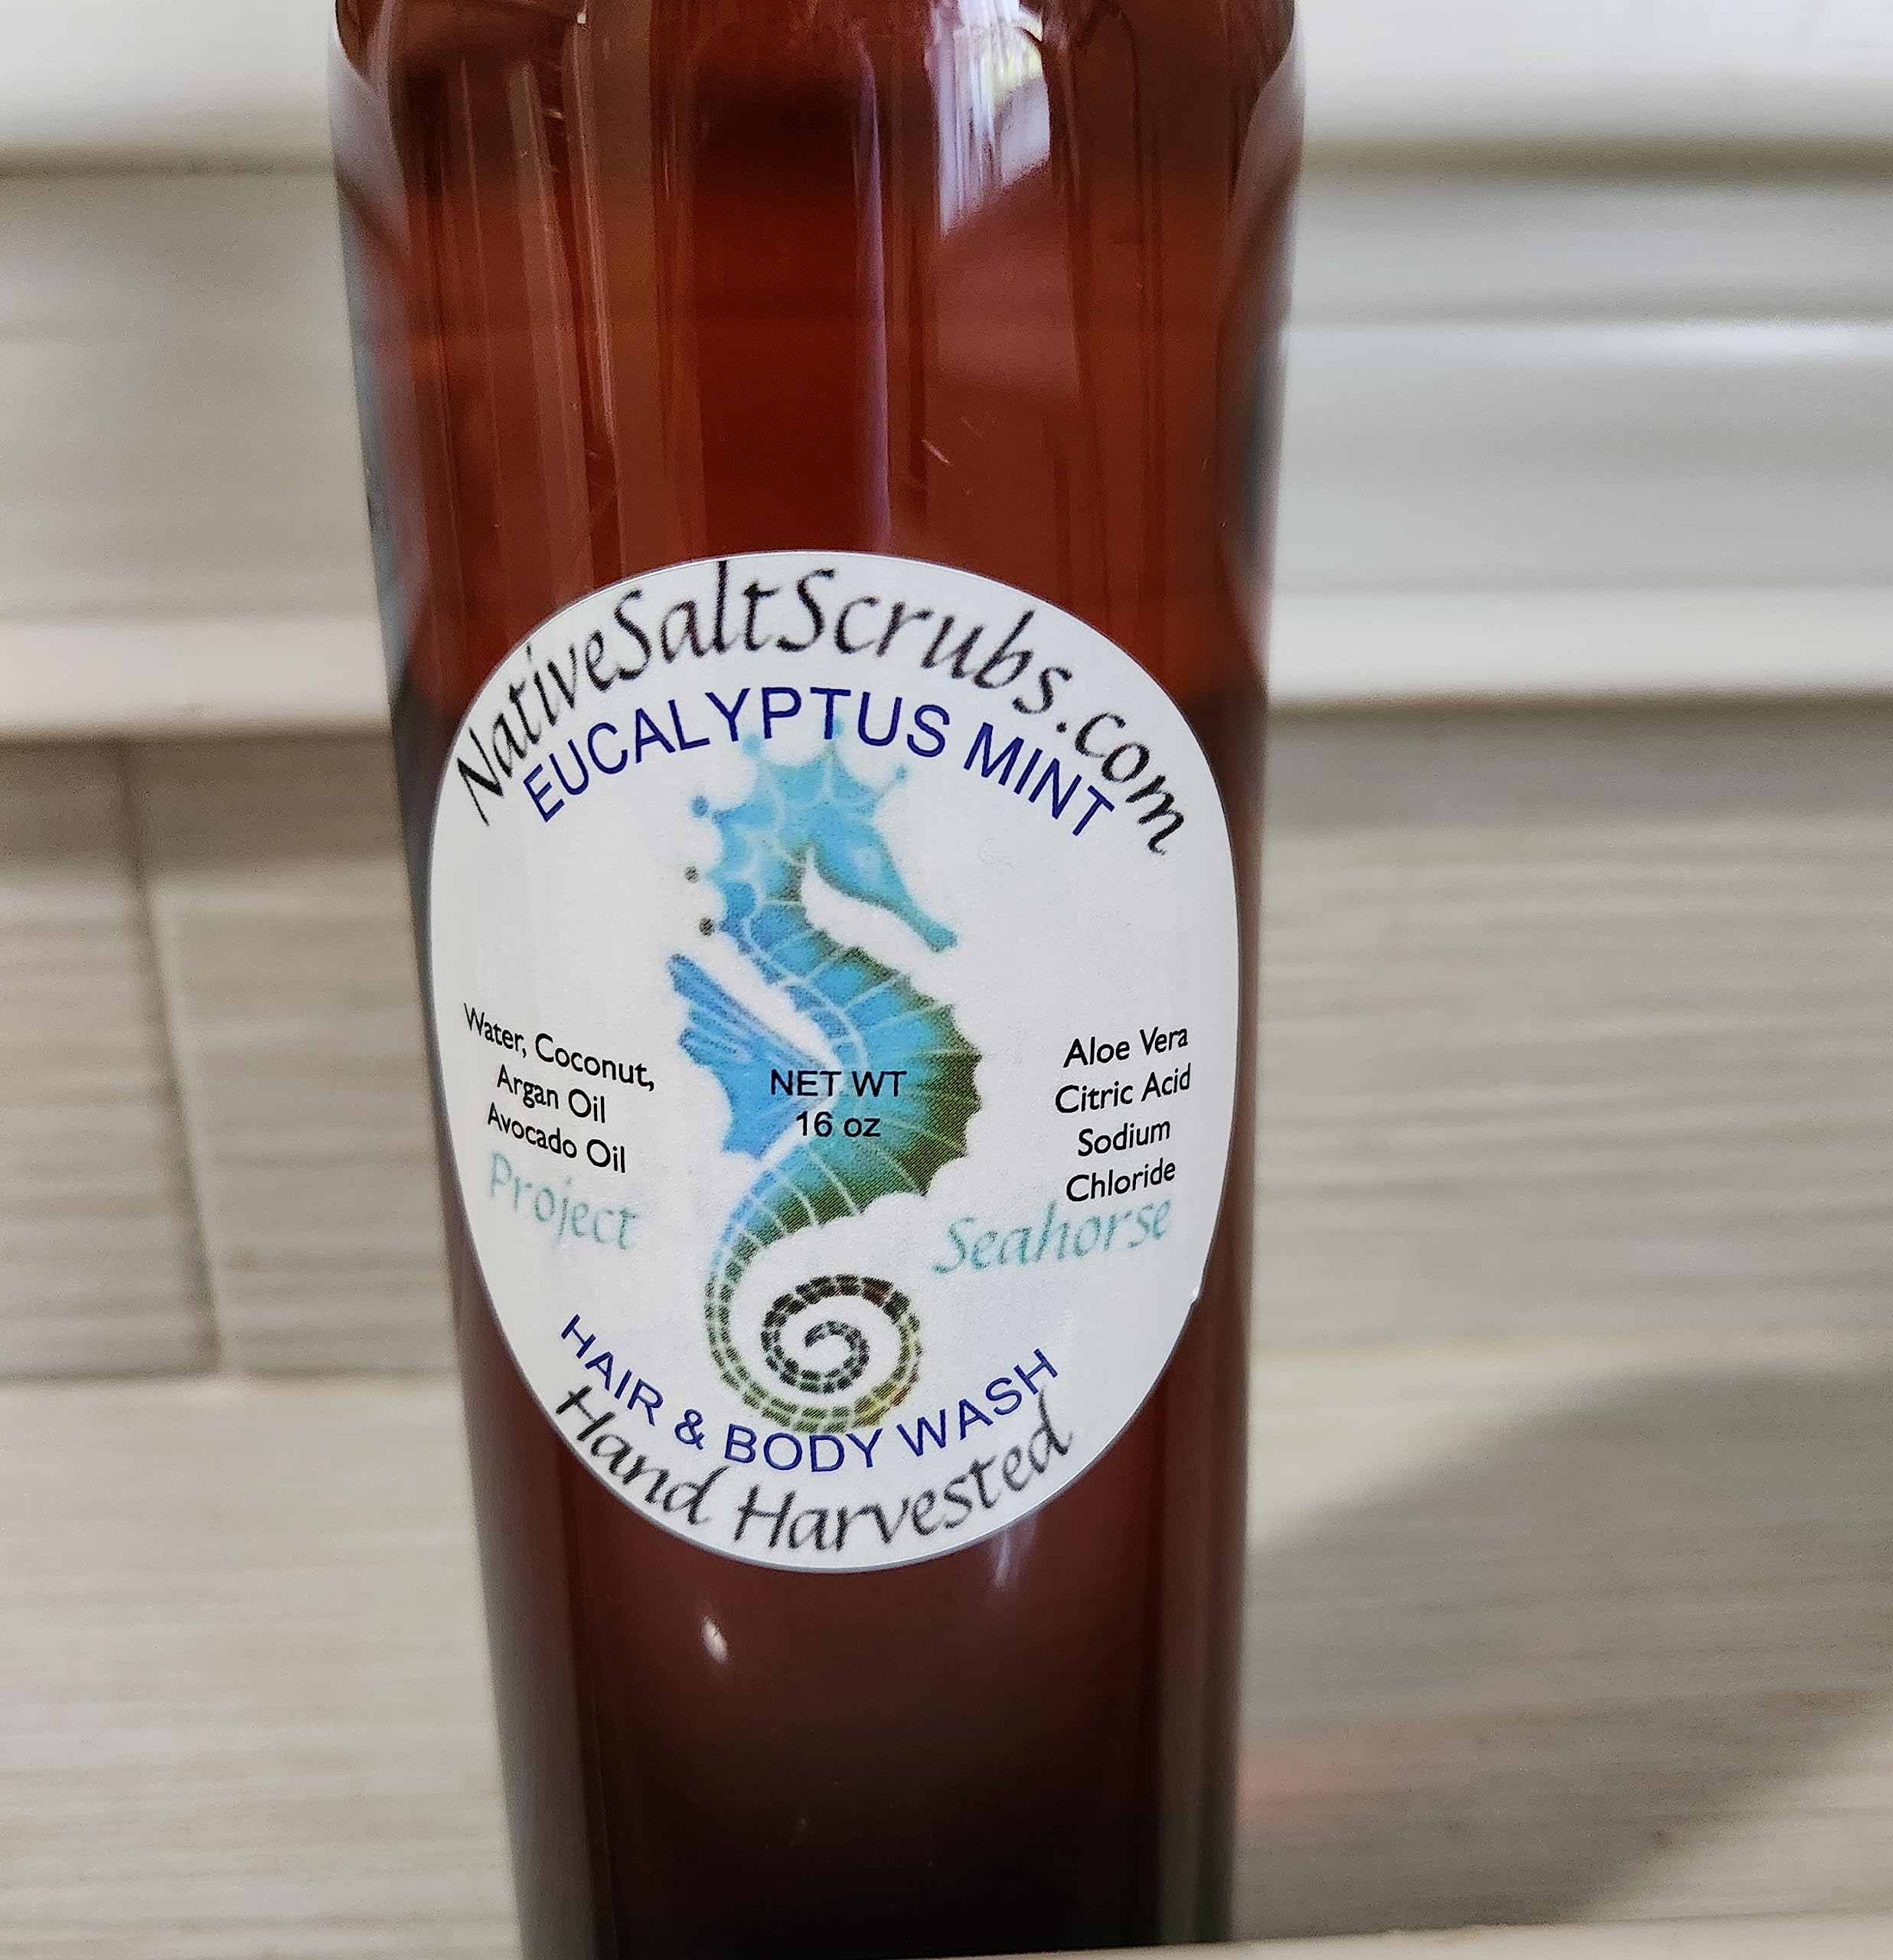 NativeSaltScrubs.com
EUCALYPTUS MINT
Water, Coconut,
Argan Oil
Avocado Oil
NET WT
16 oz
Aloe Vera
Citric Acid
Sodium
Chloride
Project
Seahorse
HAIR & BODY WASH
Hand Harvested